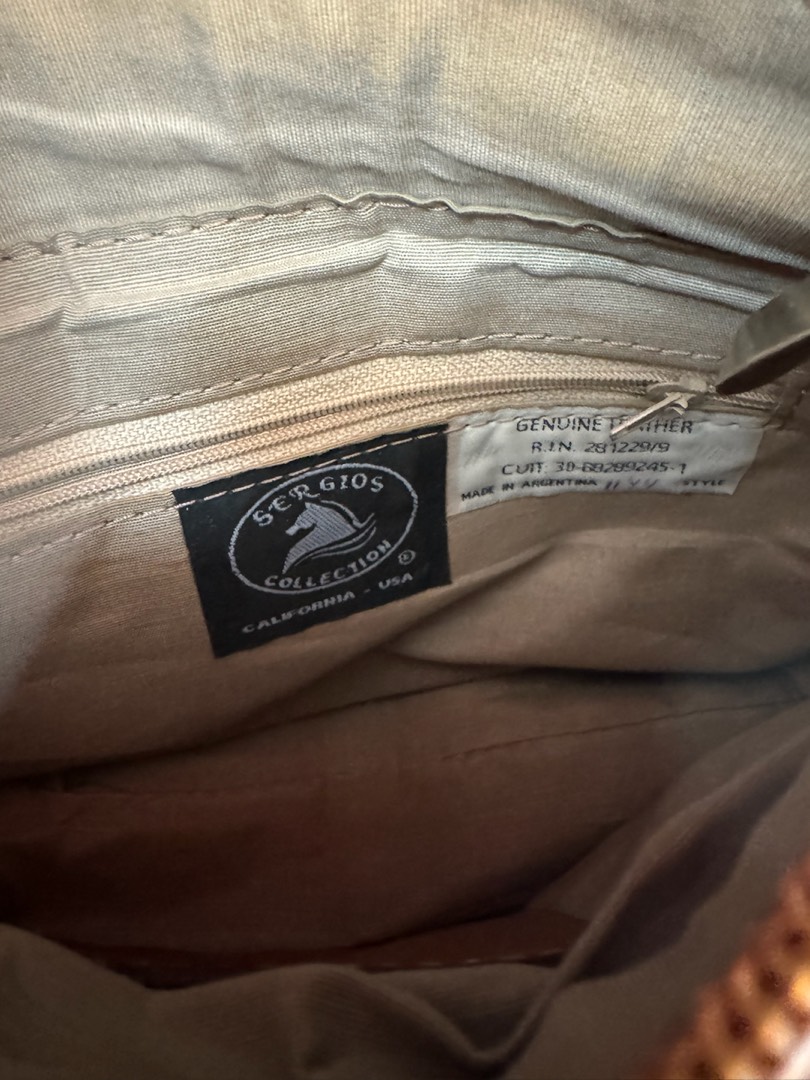 SERGIOS
COLLECTION ®
CALIFORNIA - USA
GENUINE LEATHER
R.I.N. 281229/9
CUIT. 30-68289245-1
MADE IN ARGENTINA STYLE